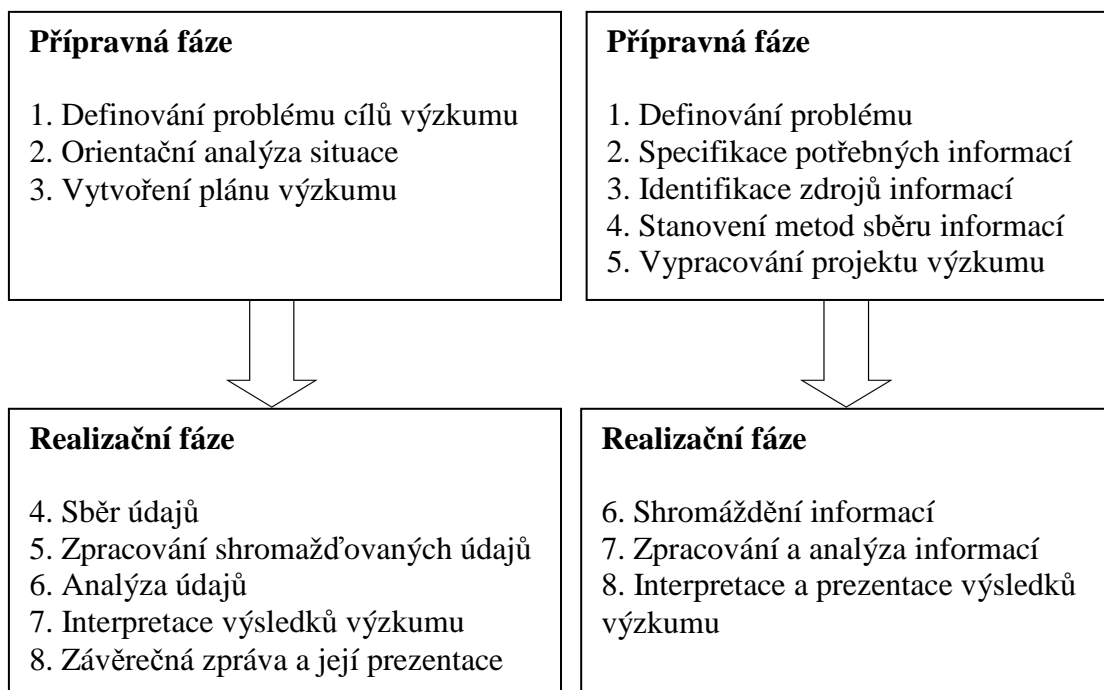 Přípravná fáze
1. Definování problému cílů výzkumu
2. Orientační analýza situace
3. Vytvoření plánu výzkumu
Přípravná fáze
1. Definování problému
2. Specifikace potřebných informací
3. Identifikace zdrojů informací
4. Stanovení metod sběru informací
5. Vypracování projektu výzkumu
Realizační fáze
4. Sběr údajů
5. Zpracování shromažďovaných údajů
6. Analýza údajů
7. Interpretace výsledků výzkumu
8. Závěrečná zpráva a její prezentace
Realizační fáze
6. Shromáždění informací
7. Zpracování a analýza informací
8. Interpretace a prezentace výsledků
výzkumu